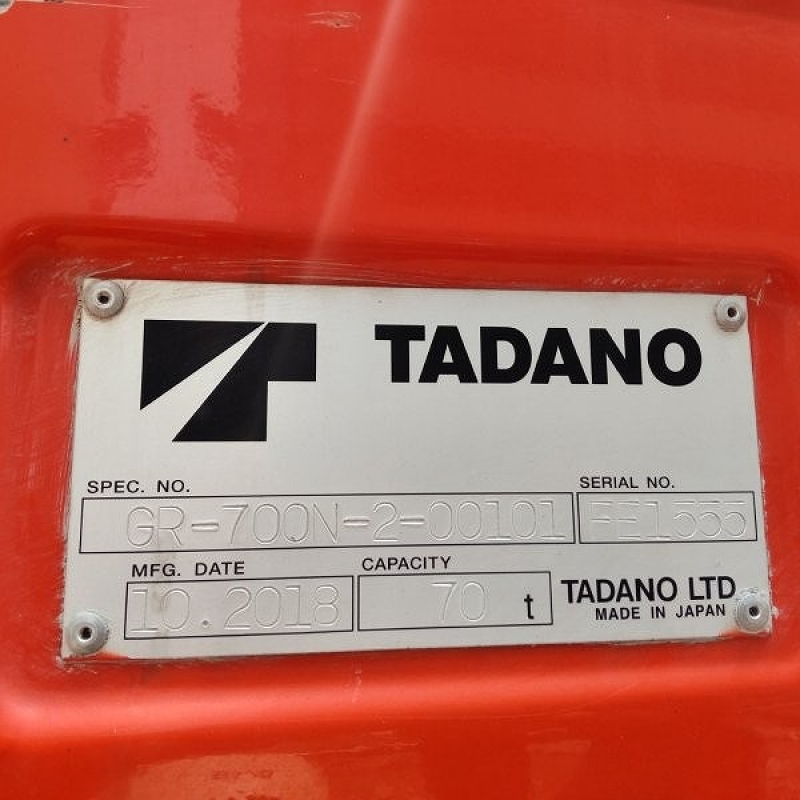 TADANO
SPEC. NO.
SERIAL NO.
GR-700N-2-00101
FE1555
MFG. DATE
CAPACITY
10.2018
70 t
TADANO LTD
MADE IN JAPAN